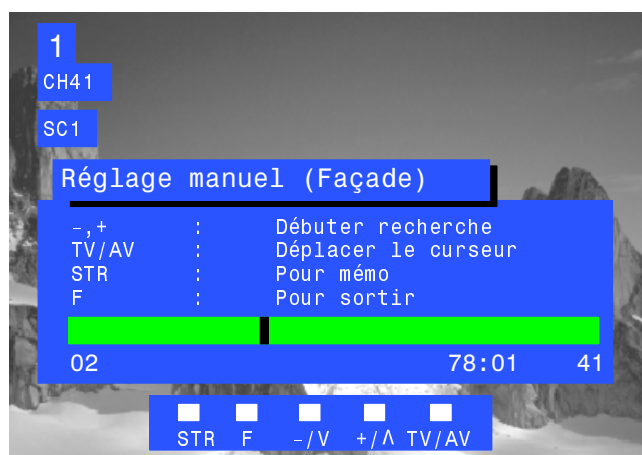 1
CH41
SC1
Réglage manuel (Façade)
-,+ : Débuter recherche
TV/AV : Déplacer le curseur
STR : Pour mémo
F : Pour sortir
02 78:01 41
STR F -/V +/Λ TV/AV